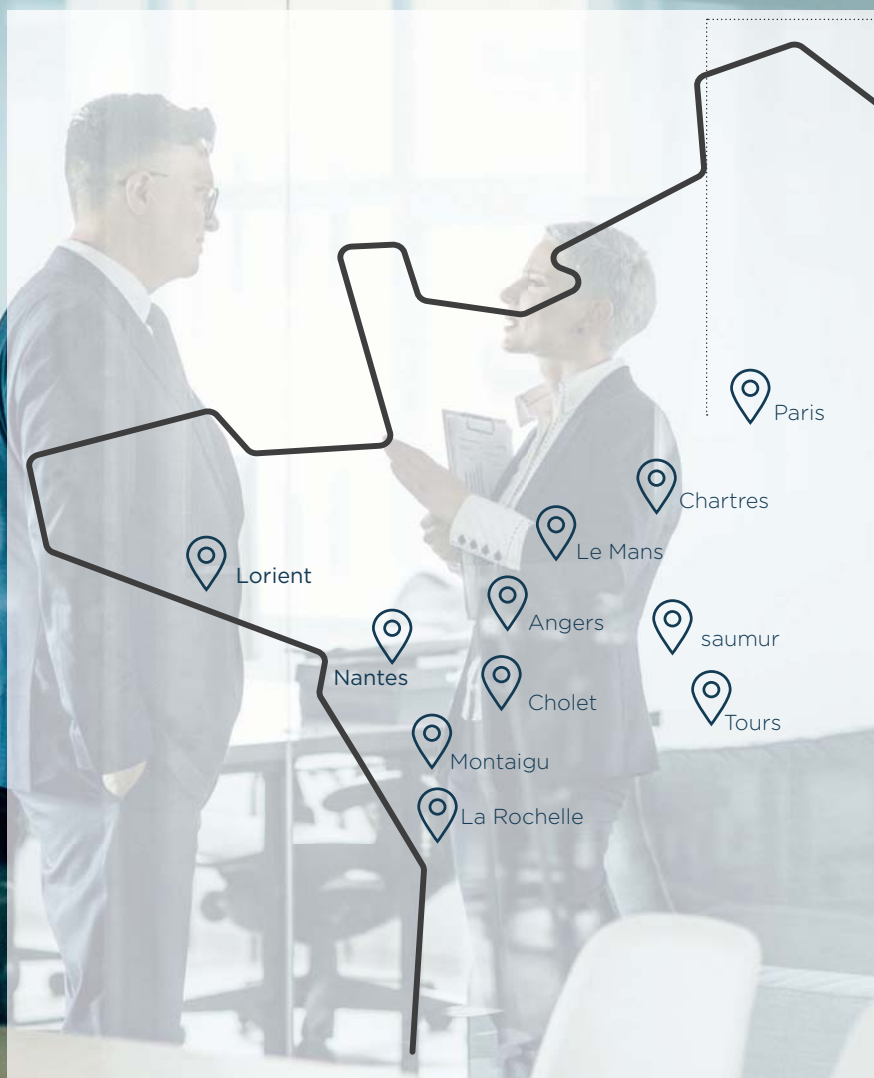 Paris
Chartres
Le Mans
Lorient
Angers
saumur
Nantes
Cholet
Tours
Montaigu
La Rochelle